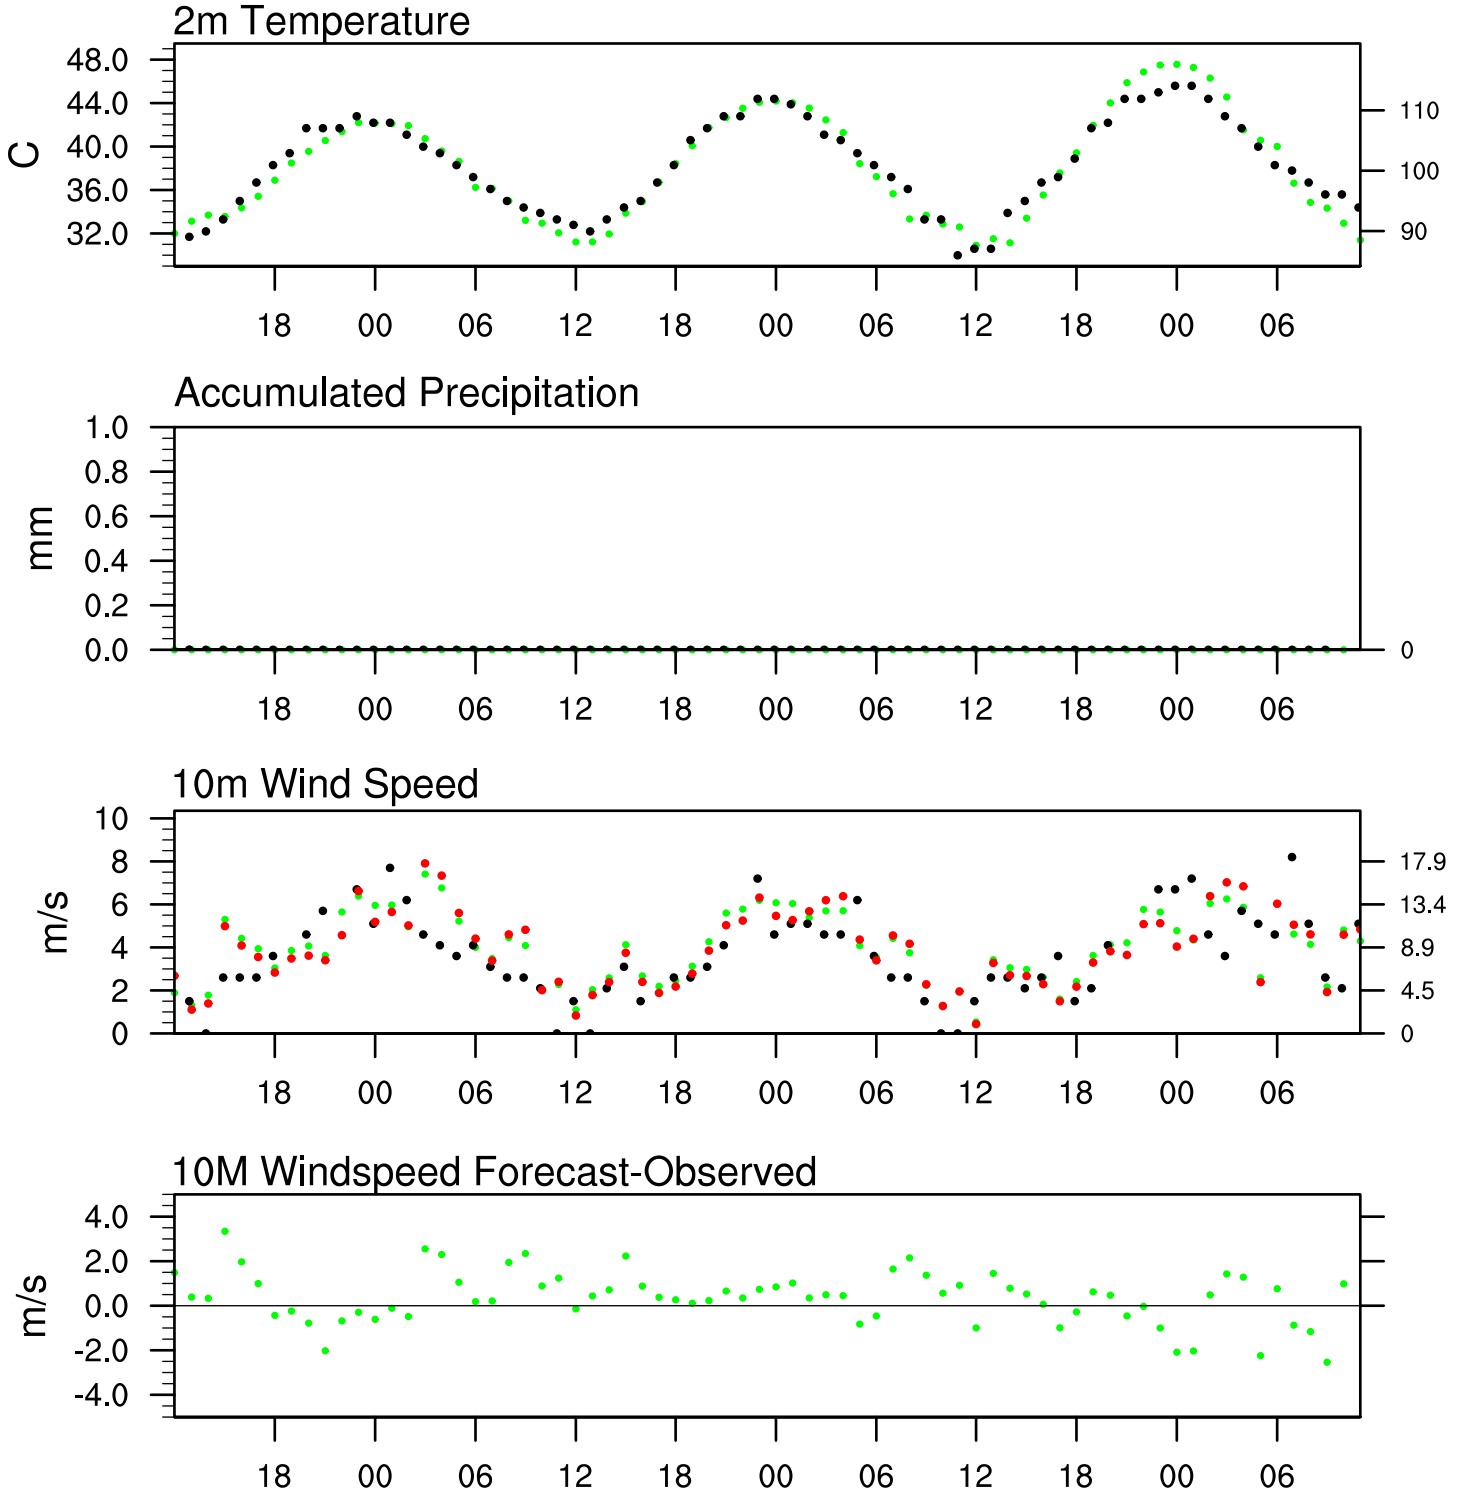 2m Temperature
48.0
44.0
40.0
36.0
32.0
C
110
100
90
18 00 06 12 18 00 06 12 18 00 06
Accumulated Precipitation
1.0
0.8
0.6
0.4
0.2
0.0
mm
0
18 00 06 12 18 00 06 12 18 00 06
10m Wind Speed
10
8
6
4
2
0
m/s
17.9
13.4
8.9
4.5
0
18 00 06 12 18 00 06 12 18 00 06
10M Windspeed Forecast-Observed
4.0
2.0
0.0
-2.0
-4.0
m/s
18 00 06 12 18 00 06 12 18 00 06